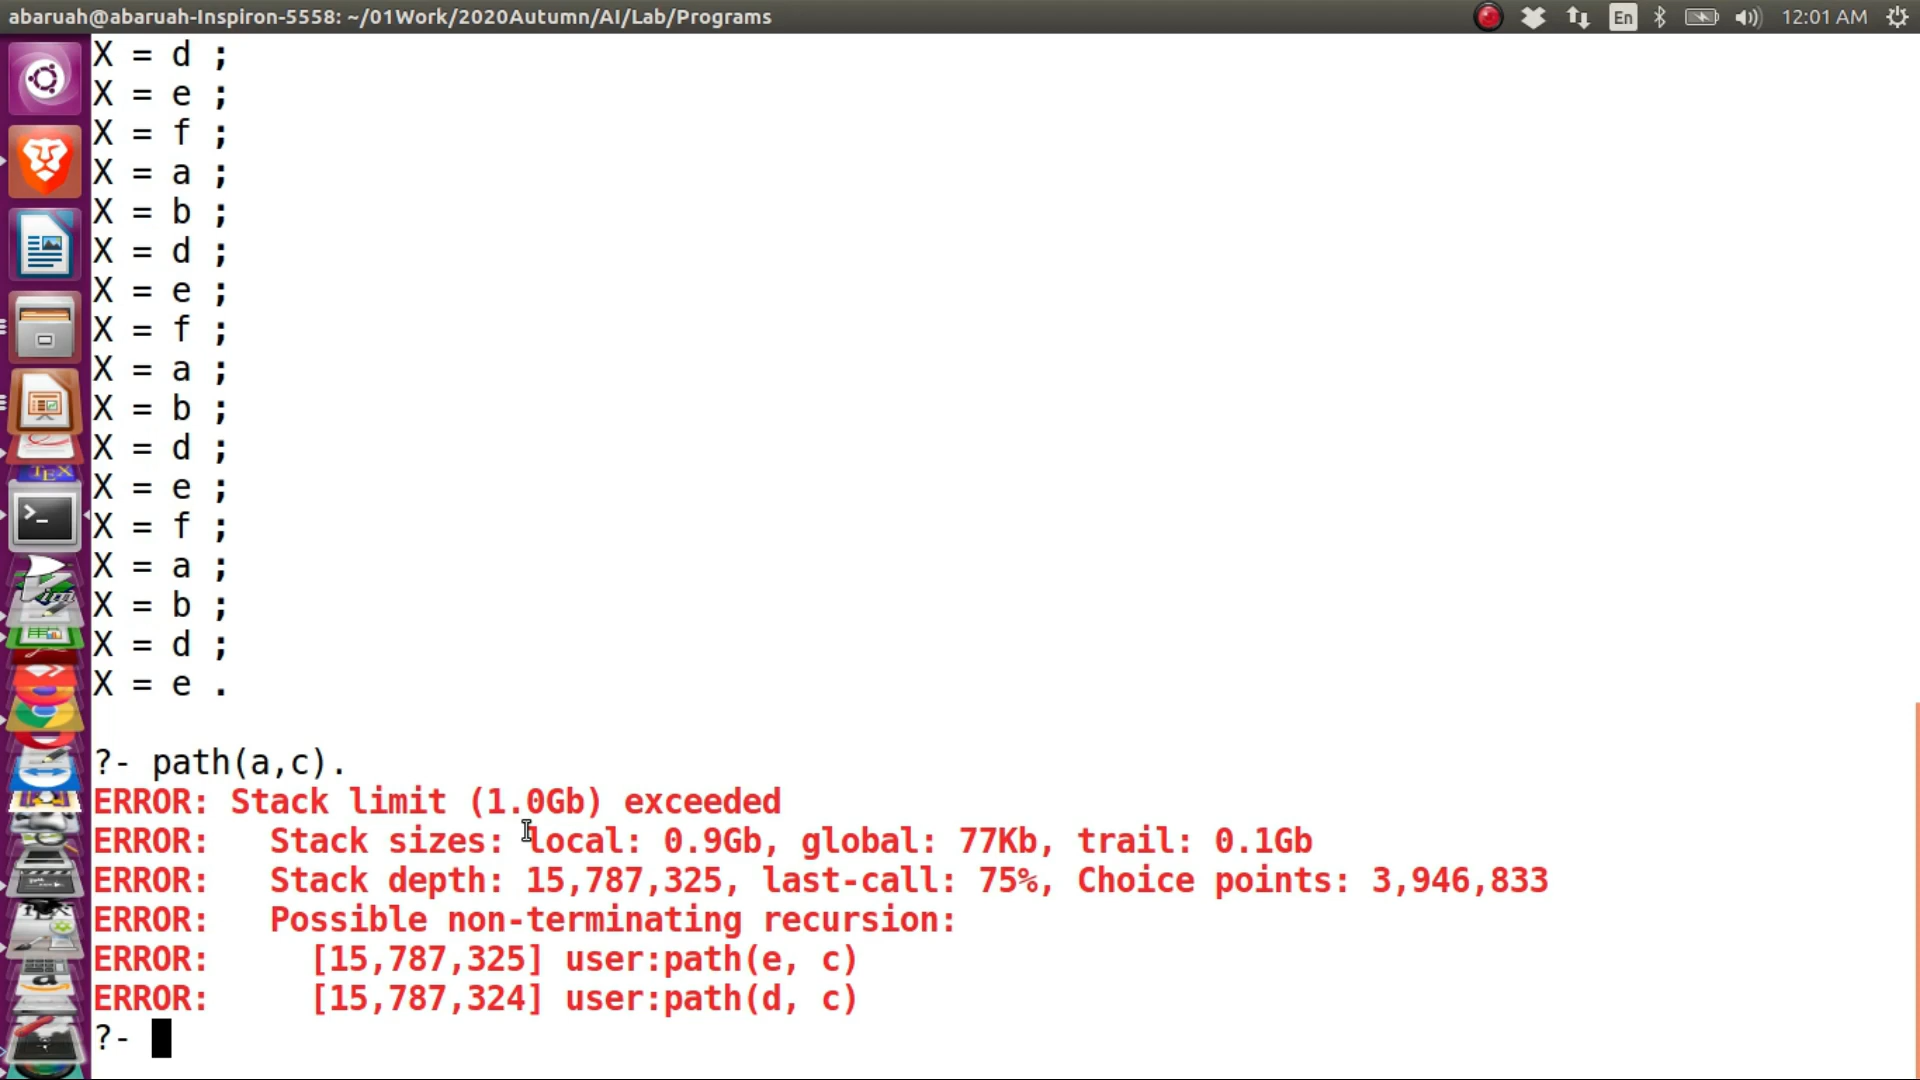 abaruah@abaruah-Inspiron-5558: ~/01Work/2020Autumn/AI/Lab/Programs
En
12:01 AM
X = d ;
X = e ;
X = f ;
X = a ;
X = b ;
X = d ;
X = e ;
X = f ;
X = a ;
X = b ;
X = d ;
X = e ;
X = f ;
X = a ;
X = b ;
X = d ;
X = e .
?- path(a,c).
ERROR: Stack limit (1.0Gb) exceeded
ERROR:   Stack sizes: local: 0.9Gb, global: 77Kb, trail: 0.1Gb
ERROR:   Stack depth: 15,787,325, last-call: 75%, Choice points: 3,946,833
ERROR:   Possible non-terminating recursion:
ERROR:     [15,787,325] user:path(e, c)
ERROR:     [15,787,324] user:path(d, c)
?-
TEX
>_
Vim